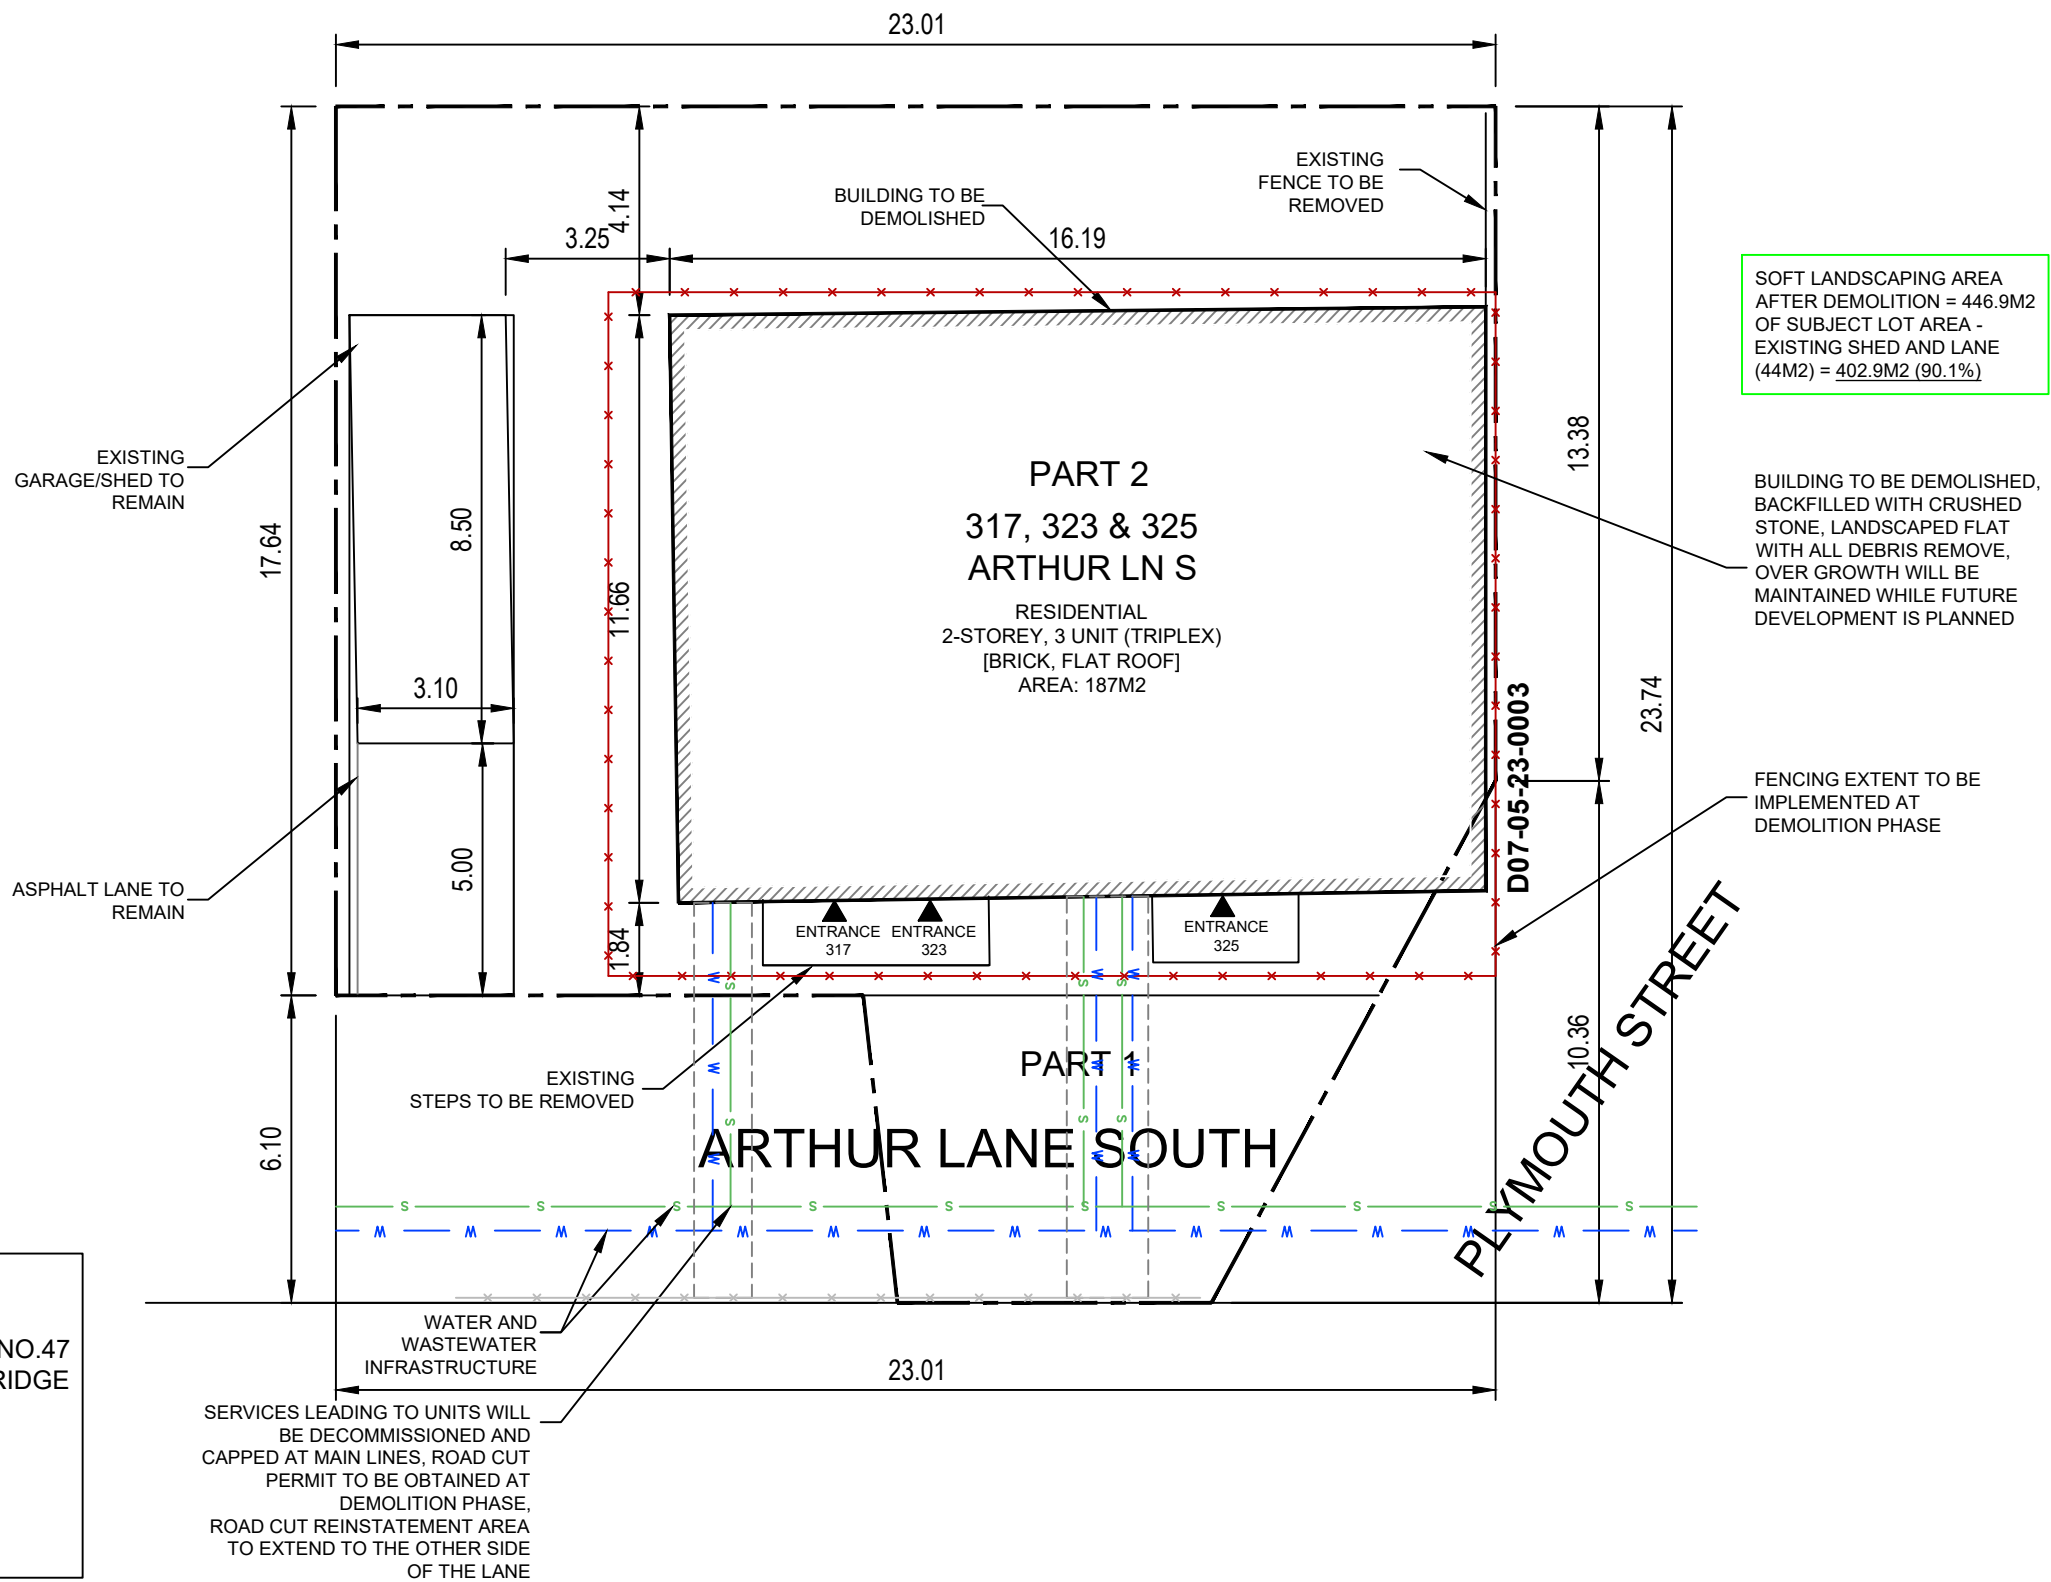 23.01
EXISTING
FENCE TO BE
REMOVED
BUILDING TO BE
DEMOLISHED
4.14
3.25
16.19
SOFT LANDSCAPING AREA
AFTER DEMOLITION = 446.9M2
OF SUBJECT LOT AREA -
EXISTING SHED AND LANE
(44M2) = 402.9M2 (90.1%)
EXISTING
GARAGE/SHED TO
REMAIN
17.64
8.50
3.10
11.66
PART 2
317, 323 & 325
ARTHUR LN S
RESIDENTIAL
2-STOREY, 3 UNIT (TRIPLEX)
[BRICK, FLAT ROOF]
AREA: 187M2
13.38
23.74
BUILDING TO BE DEMOLISHED,
BACKFILLED WITH CRUSHED
STONE, LANDSCAPED FLAT
WITH ALL DEBRIS REMOVE,
OVER GROWTH WILL BE
MAINTAINED WHILE FUTURE
DEVELOPMENT IS PLANNED
D07-05-23-0003
FENCING EXTENT TO BE
IMPLEMENTED AT
DEMOLITION PHASE
ASPHALT LANE TO
REMAIN
5.00
1.84
ENTRANCE
317
ENTRANCE
323
ENTRANCE
325
EXISTING
STEPS TO BE REMOVED
6.10
PART 1
10.36
ARTHUR LANE SOUTH
PLYMOUTH STREET
S S S S S S S S S S
W W W W W W W W W W W W W W W
WATER AND
WASTEWATER
INFRASTRUCTURE
23.01
NO.47
RIDGE
SERVICES LEADING TO UNITS WILL
BE DECOMMISSIONED AND
CAPPED AT MAIN LINES, ROAD CUT
PERMIT TO BE OBTAINED AT
DEMOLITION PHASE,
ROAD CUT REINSTATEMENT AREA
TO EXTEND TO THE OTHER SIDE
OF THE LANE